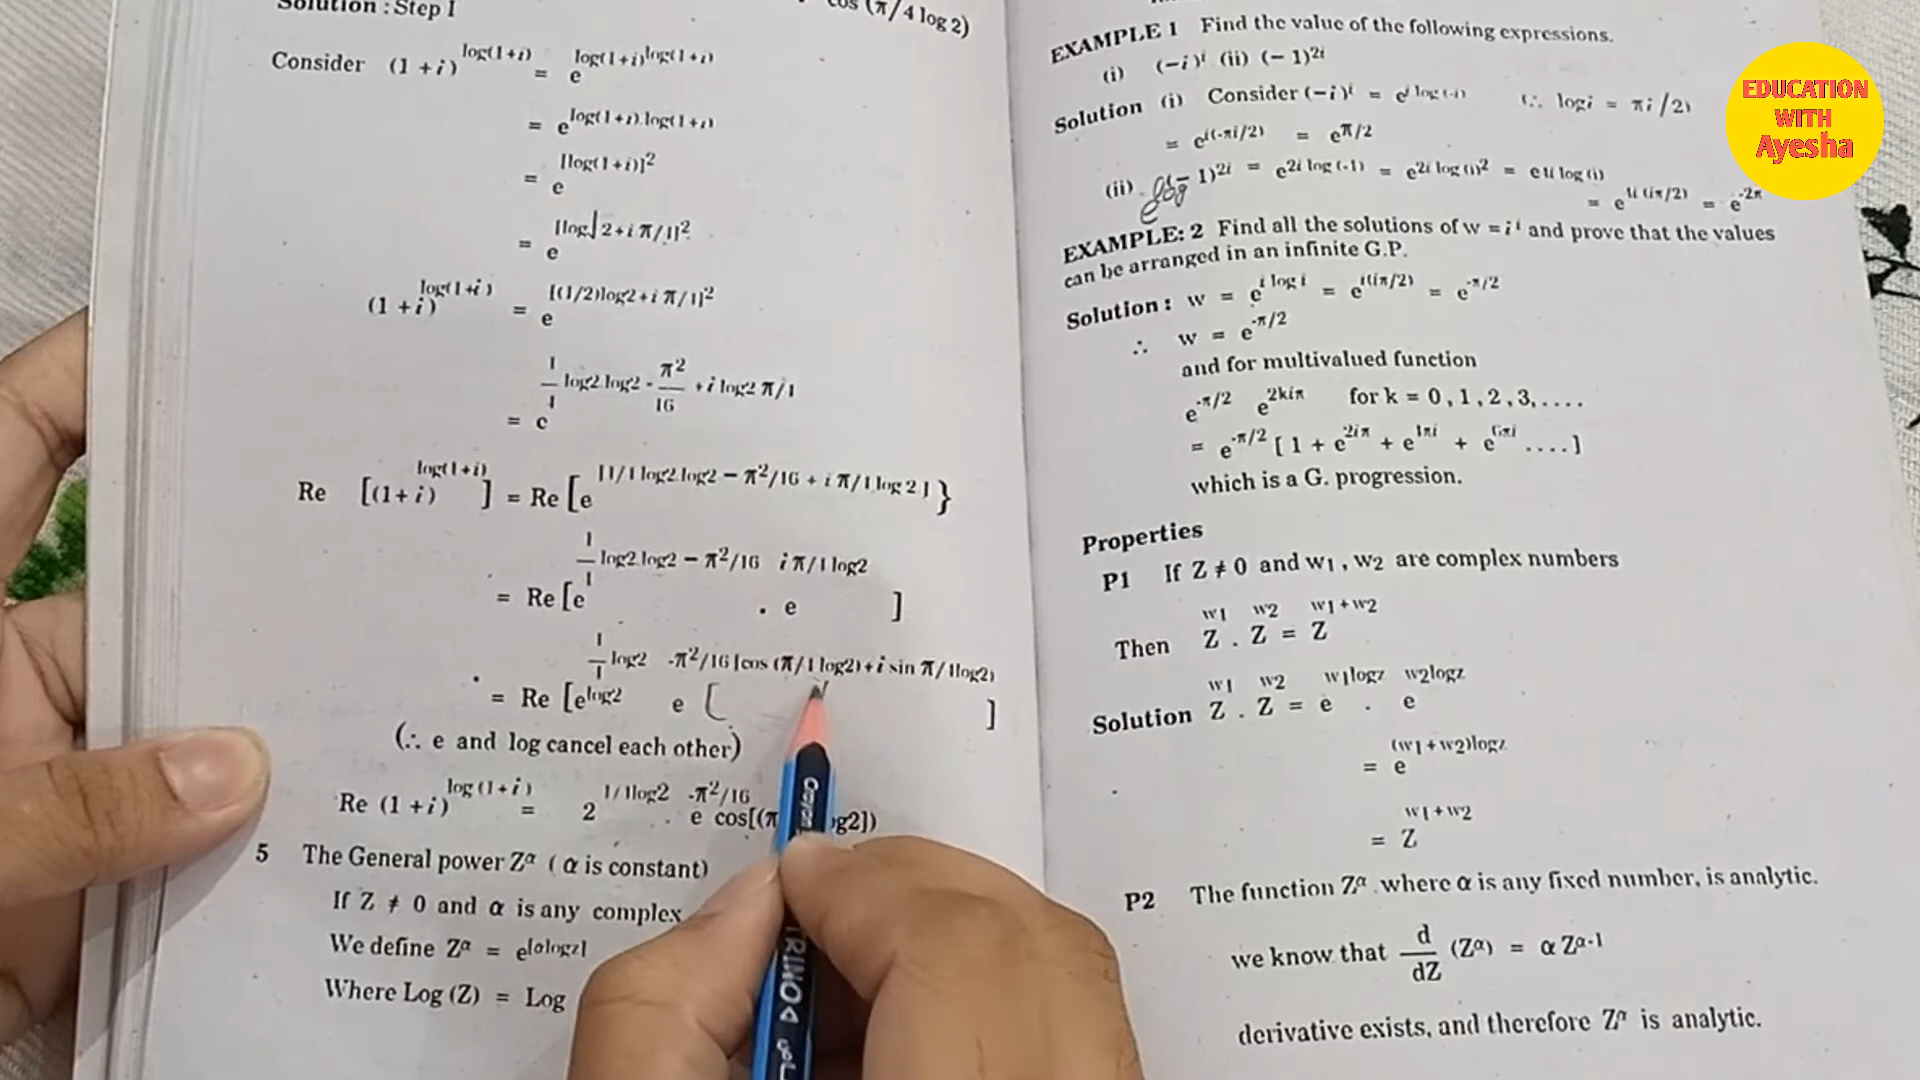 Solution : Step I
cos (π/4 log 2)
Consider (1 + i)^log(1+i) = e^log(1+i)^log(1+i)
= e^log(1+i).log(1+i)
= e^[log(1+i)]^2
= e^[log√2+i π/4]^2
(1 + i)^log(1+i) = e^[(1/2)log2+i π/4]^2
= e^1/4 log2.log2 - π^2/16 + i log2 π/4
Re [(1+i)^log(1+i)] = Re [e^[1/4 log2.log2 − π^2/16 + i π/4 log 2] }
= Re [e^1/4 log2.log2 − π^2/16 . e^i π/4 log2 ]
= Re [e^log2^1/4 log2 e^-π^2/16 [cos (π/4 log2)+i sin π/4log2) ]
(∴ e and log cancel each other)
Re (1 + i)^log(1+i) = 2^1/4log2 . e^-π^2/16 cos[(π og2])
5 The General power Z^α ( α is constant)
If Z ≠ 0 and α is any complex
We define Z^α = e^[αlogz]
Where Log (Z) = Log
EXAMPLE 1 Find the value of the following expressions.
(i) (−i)^i (ii) (− 1)^2i
Solution (i) Consider (−i)^i = e^i log (-i) (∴ logi = πi/2)
= e^i(-πi/2) = e^π/2
(ii) (− 1)^2i = e^2i log (-1) = e^2i log (i)^2 = e^4i log (i)
e^log
= e^4i (iπ/2) = e^-2π
EXAMPLE: 2 Find all the solutions of w = i^i and prove that the values
can be arranged in an infinite G.P.
Solution : w = e^i log i = e^i(iπ/2) = e^-π/2
∴ w = e^-π/2
and for multivalued function
e^-π/2 e^2kiπ for k = 0 , 1 , 2 , 3, . . . .
= e^-π/2 [ 1 + e^2iπ + e^4πi + e^6πi . . . . ]
which is a G. progression.
Properties
P1 If Z ≠ 0 and w1 , w2 are complex numbers
Then Z^w1 . Z^w2 = Z^w1 + w2
Solution Z^w1 . Z^w2 = e^w1logz . e^w2logz
= e^(w1 + w2)logz
= Z^w1 + w2
P2 The function Z^α . where α is any fixed number, is analytic.
we know that d/dZ (Z^α) = α Z^α-1
derivative exists, and therefore Z^α is analytic.
EDUCATION
WITH
Ayesha
TRINO